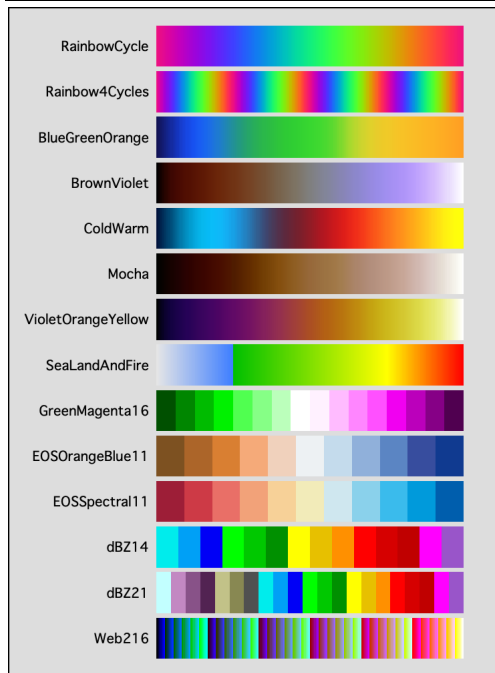 RainbowCycle
Rainbow4Cycles
BlueGreenOrange
BrownViolet
ColdWarm
Mocha
VioletOrangeYellow
SeaLandAndFire
GreenMagenta16
EOSOrangeBlue11
EOSSpectral11
dBZ14
dBZ21
Web216